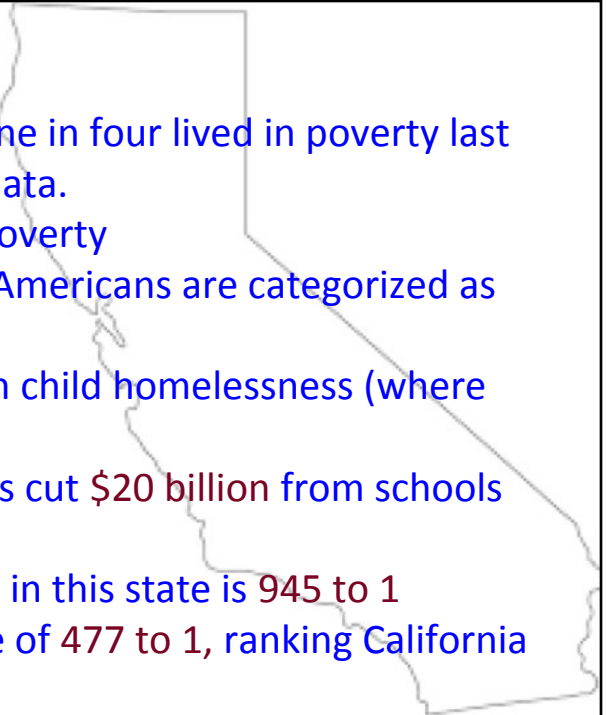 ne in four lived in poverty last
ata.
overty
Americans are categorized as
n child homelessness (where
s cut $20 billion from schools
in this state is 945 to 1
e of 477 to 1, ranking California